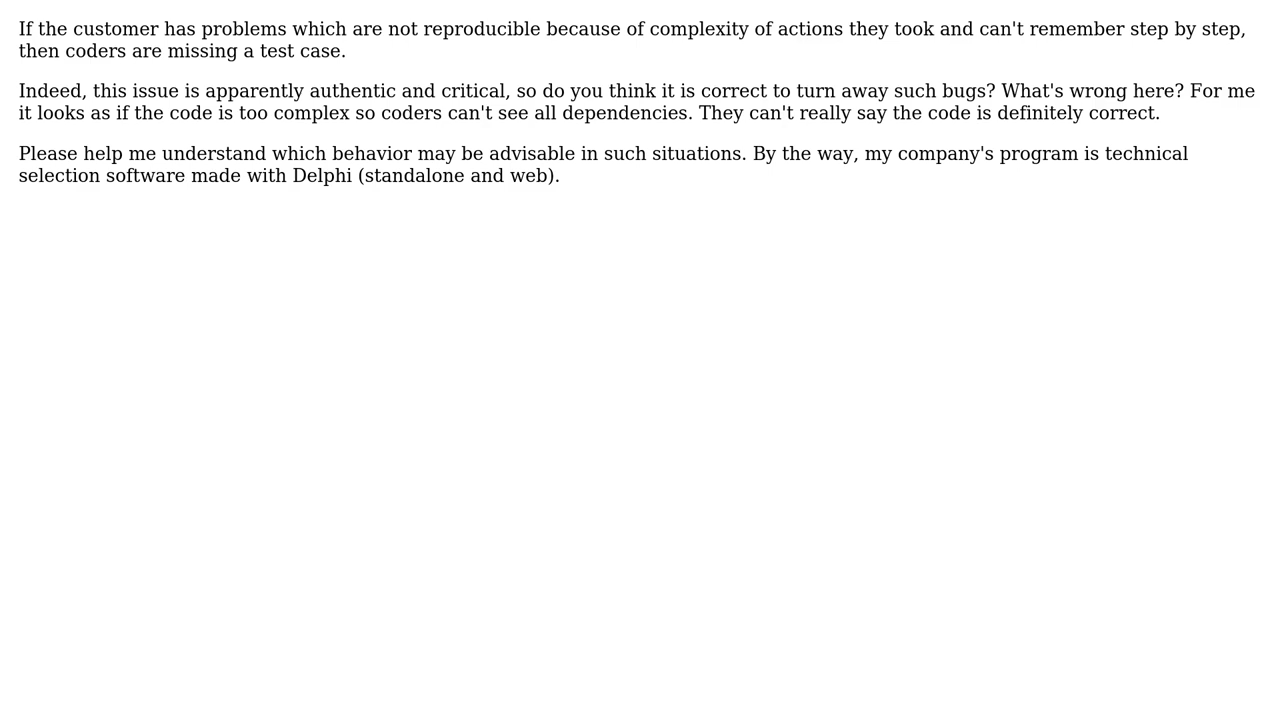 If the customer has problems which are not reproducible because of complexity of actions they took and can't remember step by step,
then coders are missing a test case.
Indeed, this issue is apparently authentic and critical, so do you think it is correct to turn away such bugs? What's wrong here? For me
it looks as if the code is too complex so coders can't see all dependencies. They can't really say the code is definitely correct.
Please help me understand which behavior may be advisable in such situations. By the way, my company's program is technical
selection software made with Delphi (standalone and web).